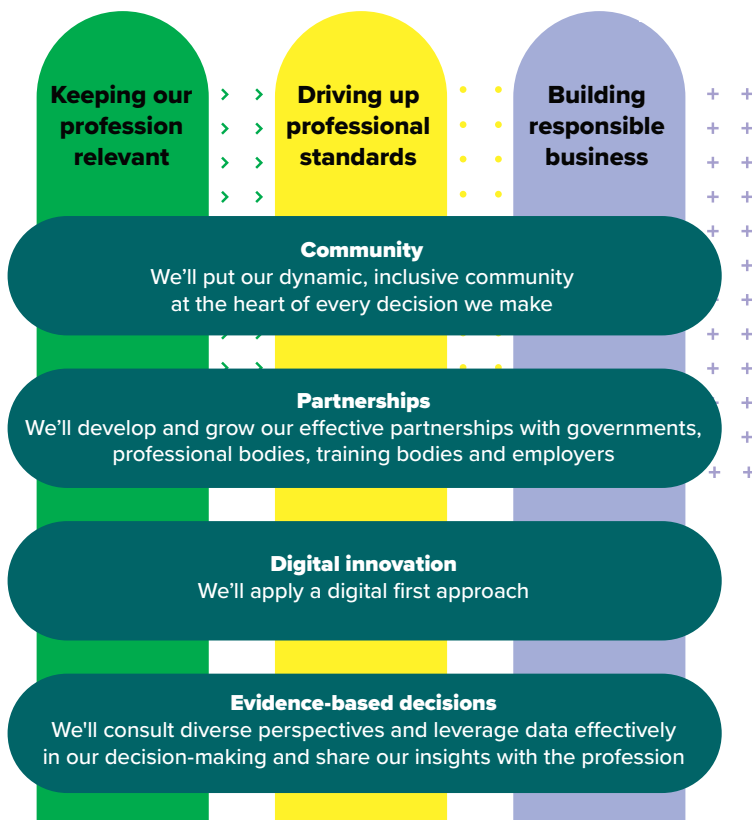 Keeping our
profession
relevant
Driving up
professional
standards
Building
responsible
business
Community
We’ll put our dynamic, inclusive community
at the heart of every decision we make
Partnerships
We’ll develop and grow our effective partnerships with governments,
professional bodies, training bodies and employers
Digital innovation
We’ll apply a digital first approach
Evidence-based decisions
We'll consult diverse perspectives and leverage data effectively
in our decision-making and share our insights with the profession